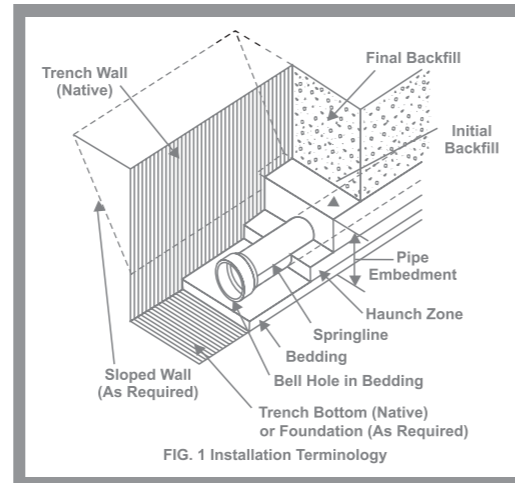 Final Backfill
Trench Wall
(Native)
Initial
Backfill
Pipe
Embedment
Haunch Zone
Springline
Bedding
Sloped Wall
(As Required)
Bell Hole in Bedding
Trench Bottom (Native)
or Foundation (As Required)
FIG. 1 Installation Terminology